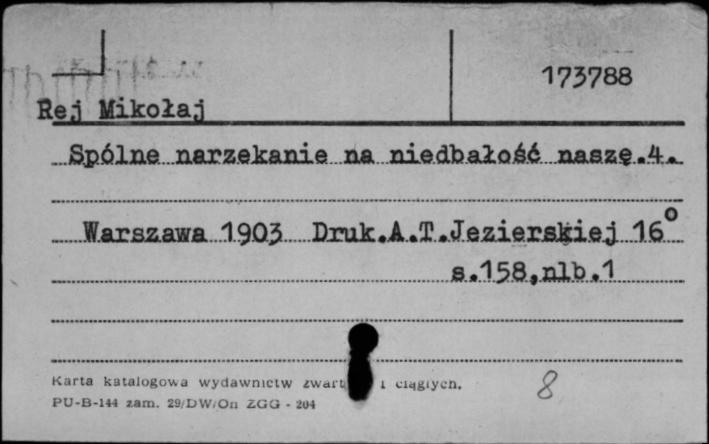 173788
Rej Mikołaj
Spólne narzekanie na niedbałość naszę.4.
Warszawa 1903 Druk.A.T.Jezierskiej 16°
s.158,nlb.1
Karta katalogowa wydawnictw zwart i ciągłych.
8
PU-B-144 zam. 29/DW/On ZGG - 204